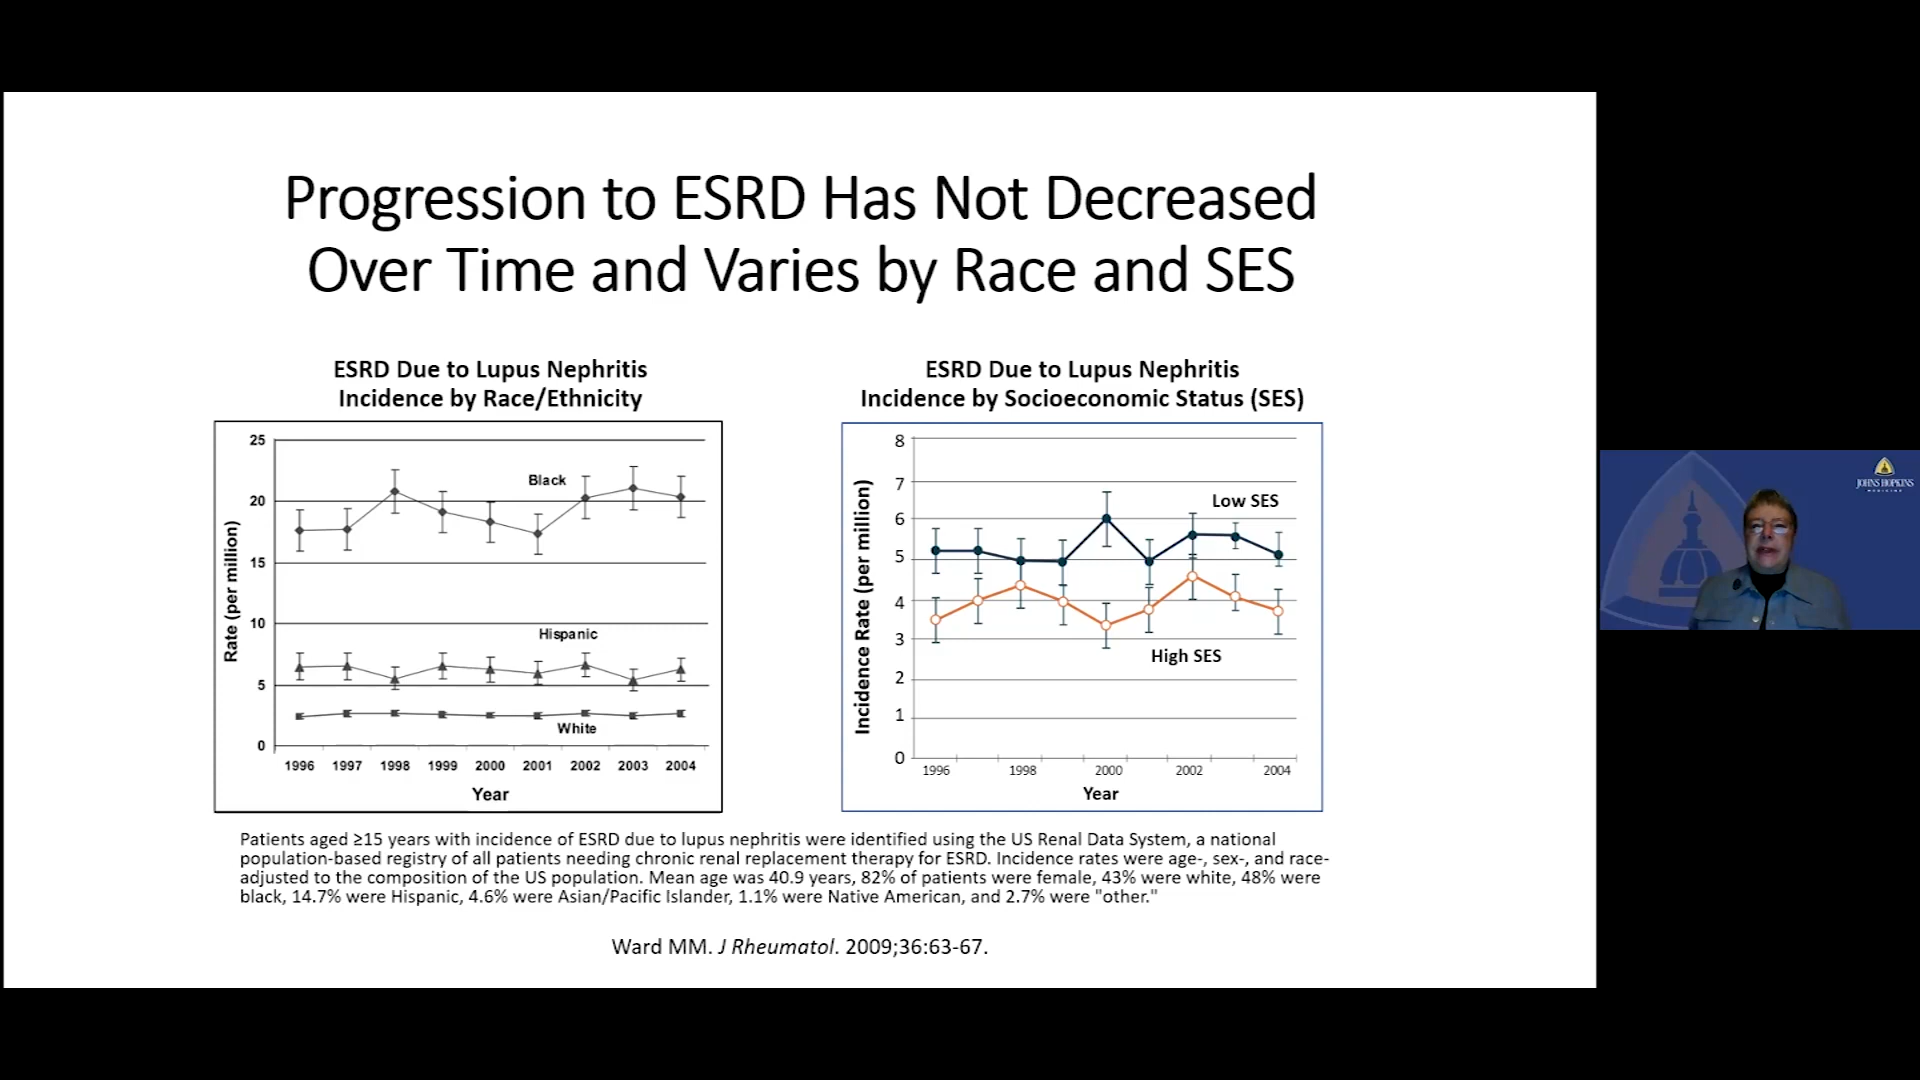 Progression to ESRD Has Not Decreased
Over Time and Varies by Race and SES
ESRD Due to Lupus Nephritis
Incidence by Race/Ethnicity
25
20
15
10
5
0
Rate (per million)
Black
Hispanic
White
1996 1997 1998 1999 2000 2001 2002 2003 2004
Year
ESRD Due to Lupus Nephritis
Incidence by Socioeconomic Status (SES)
8
7
6
5
4
3
2
1
0
Incidence Rate (per million)
Low SES
High SES
1996 1998 2000 2002 2004
Year
Patients aged ≥15 years with incidence of ESRD due to lupus nephritis were identified using the US Renal Data System, a national
population-based registry of all patients needing chronic renal replacement therapy for ESRD. Incidence rates were age-, sex-, and race-
adjusted to the composition of the US population. Mean age was 40.9 years, 82% of patients were female, 43% were white, 48% were
black, 14.7% were Hispanic, 4.6% were Asian/Pacific Islander, 1.1% were Native American, and 2.7% were "other."
Ward MM. J Rheumatol. 2009;36:63-67.
JOHNS HOPKINS
MEDICINE